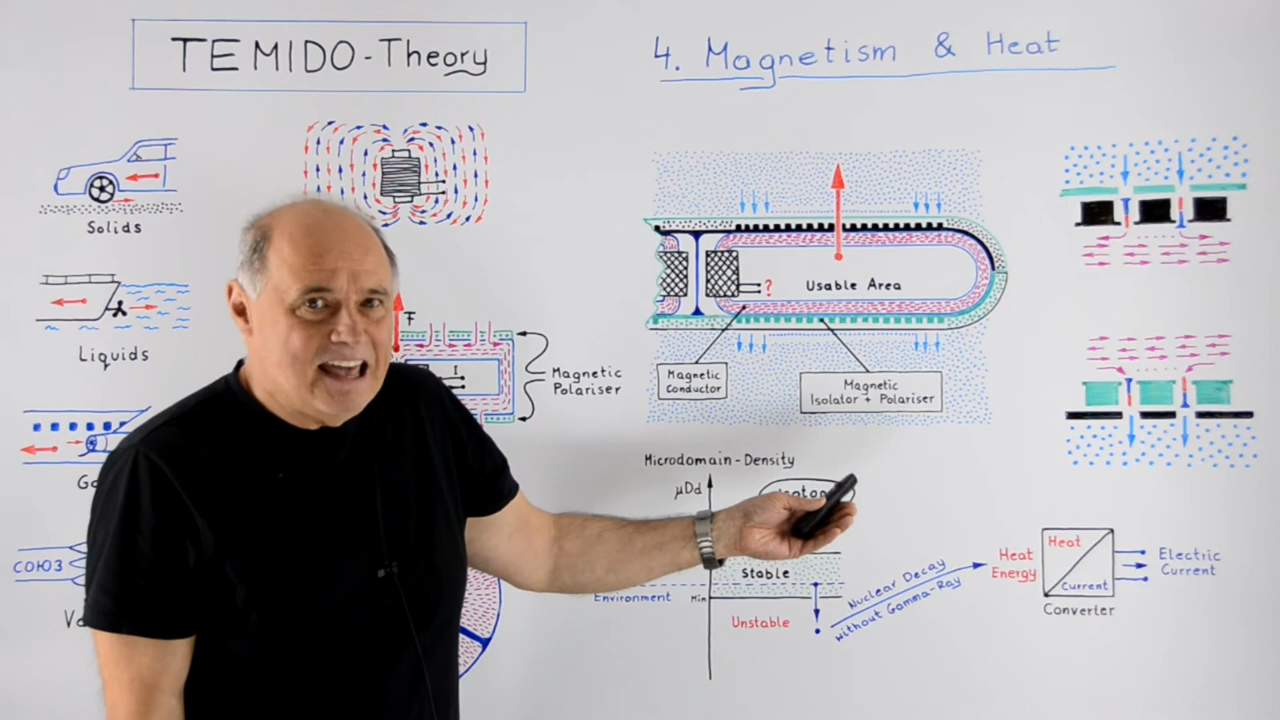 TEMIDO-Theory
4. Magnetism & Heat
Solids
Liquids
F
I
Magnetic
Polariser
?
Usable Area
Magnetic
Conductor
Magnetic
Isolator + Polariser
СОЮЗ
Microdomain-Density
μDd
Stable
Environment
Min
Unstable
Nuclear Decay
without Gamma-Ray
Heat
Energy
Heat
Current
Converter
Electric
Current